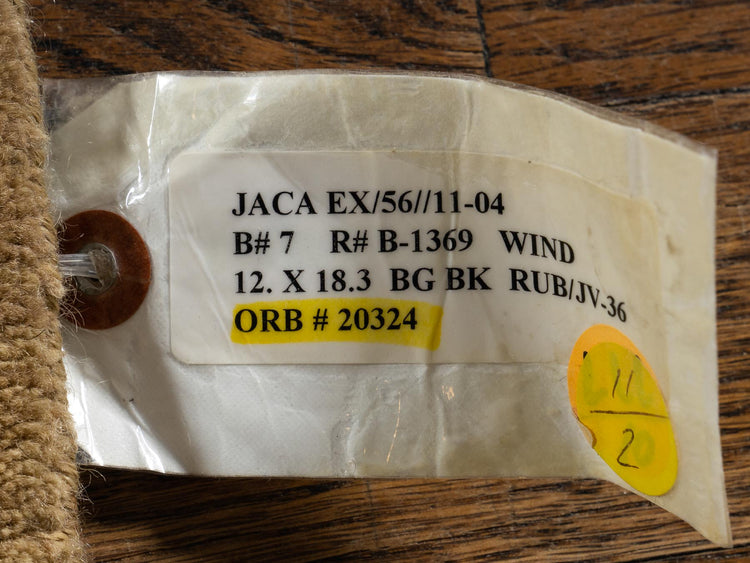 JACA EX/56//11-04
B# 7 R# B-1369 WIND
12. X 18.3 BG BK RUB/JV-36
ORB # 20324
11
2